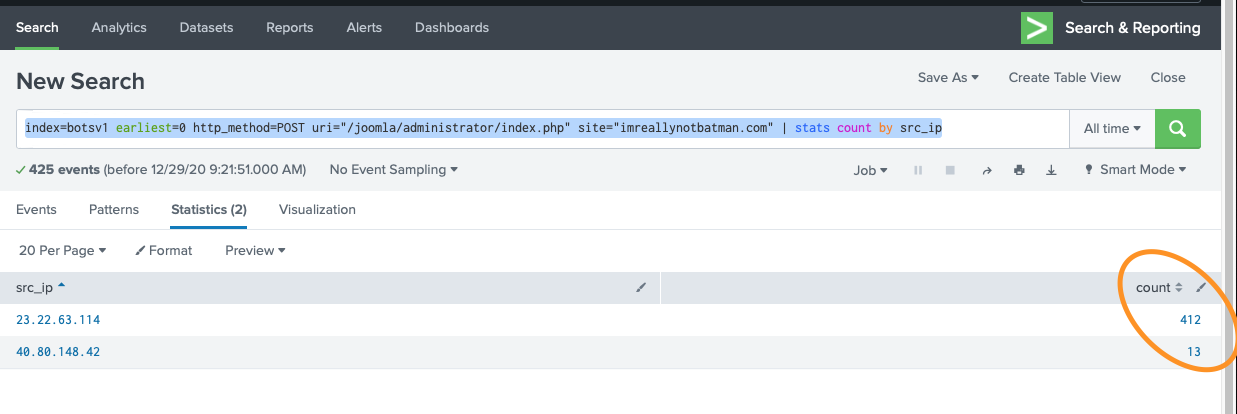 Search Analytics Datasets Reports Alerts Dashboards Search & Reporting
New Search Save As Create Table View Close
index=botsv1 earliest=0 http_method=POST uri="/joomla/administrator/index.php" site="imreallynotbatman.com" | stats count by src_ip All time
425 events (before 12/29/20 9:21:51.000 AM) No Event Sampling Job Smart Mode
Events Patterns Statistics (2) Visualization
20 Per Page Format Preview
src_ip count
23.22.63.114 412
40.80.148.42 13